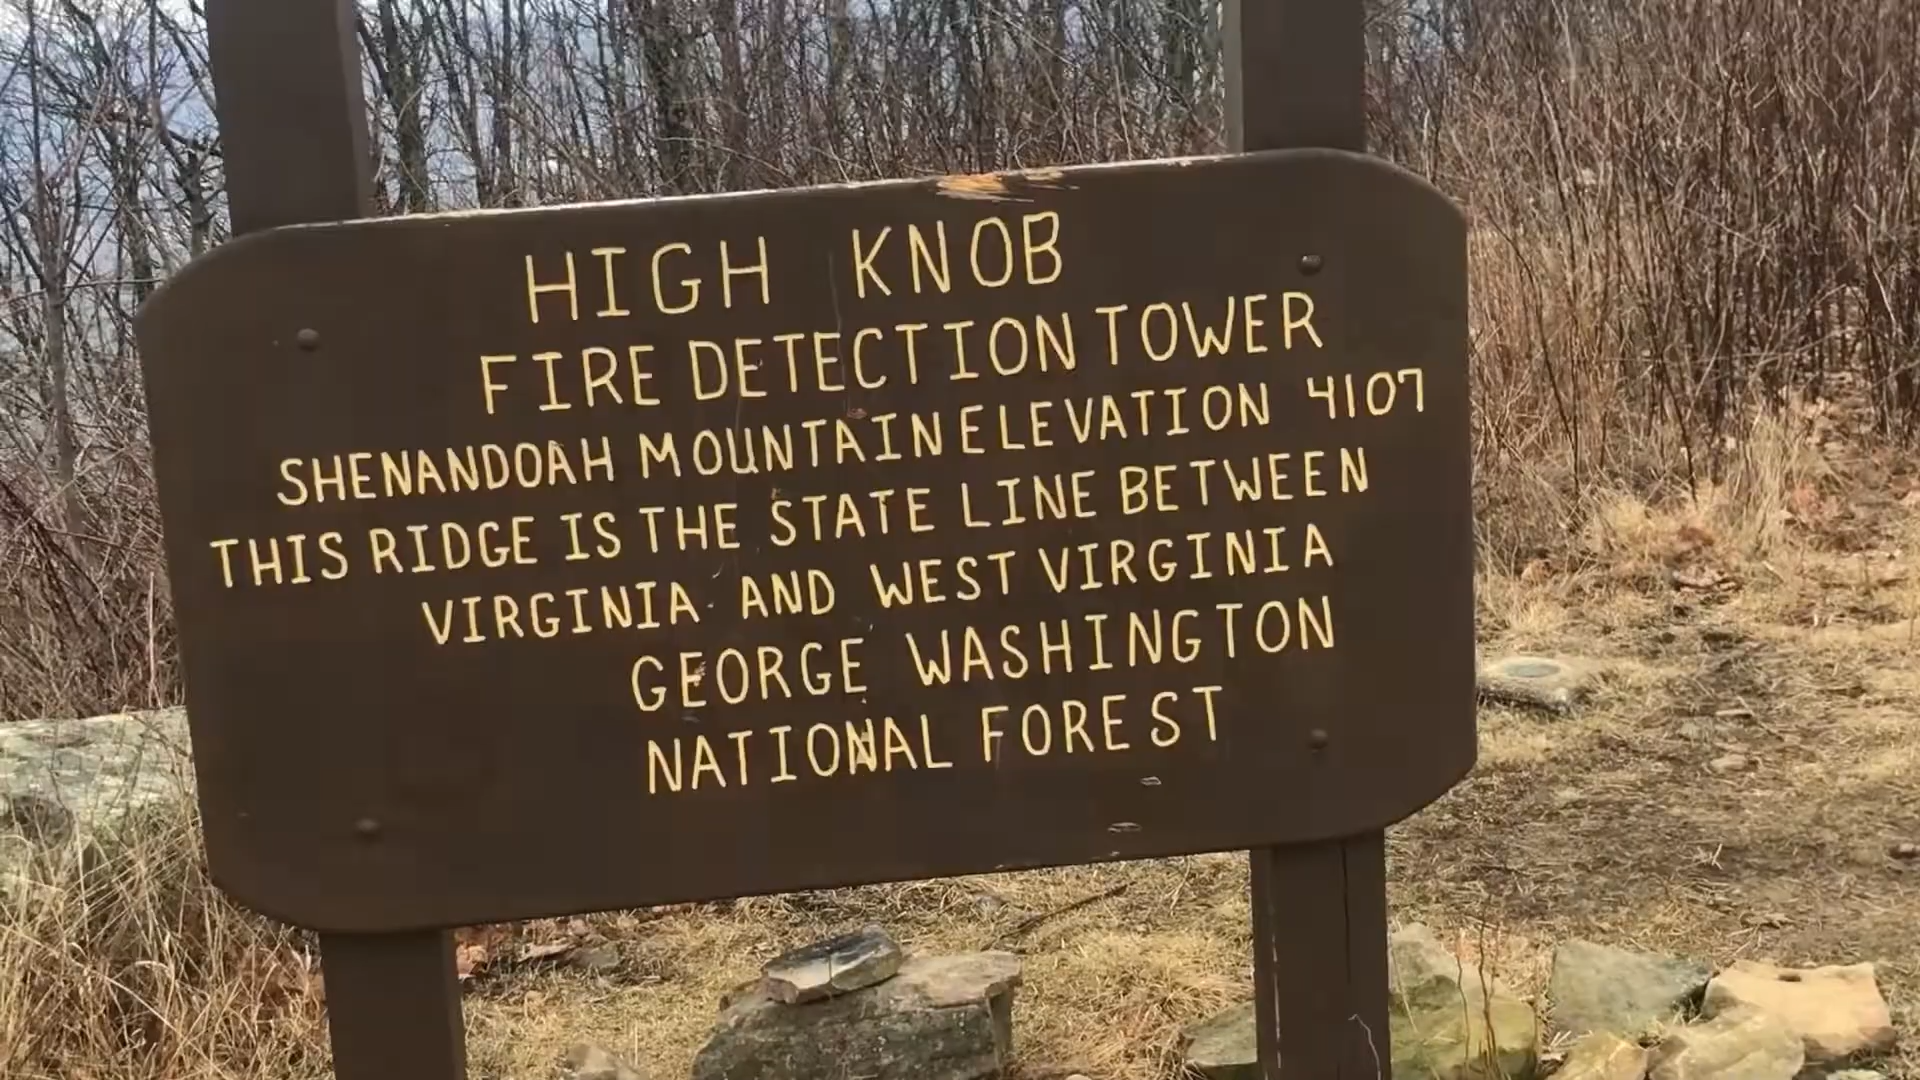 HIGH KNOB
FIRE DETECTION TOWER
SHENANDOAH MOUNTAIN ELEVATION 4107
THIS RIDGE IS THE STATE LINE BETWEEN
VIRGINIA AND WEST VIRGINIA
GEORGE WASHINGTON
NATIONAL FOREST